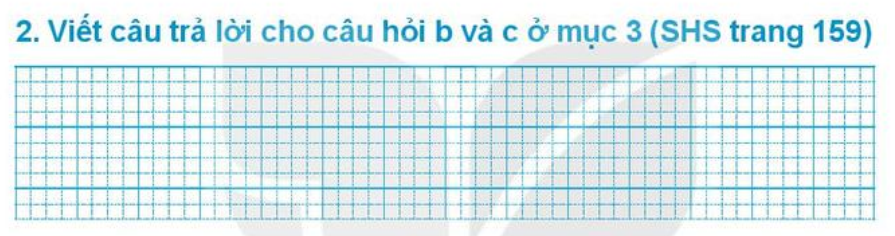 2. Viết câu trả lời cho câu hỏi b và c ở mục 3 (SHS trang 159)